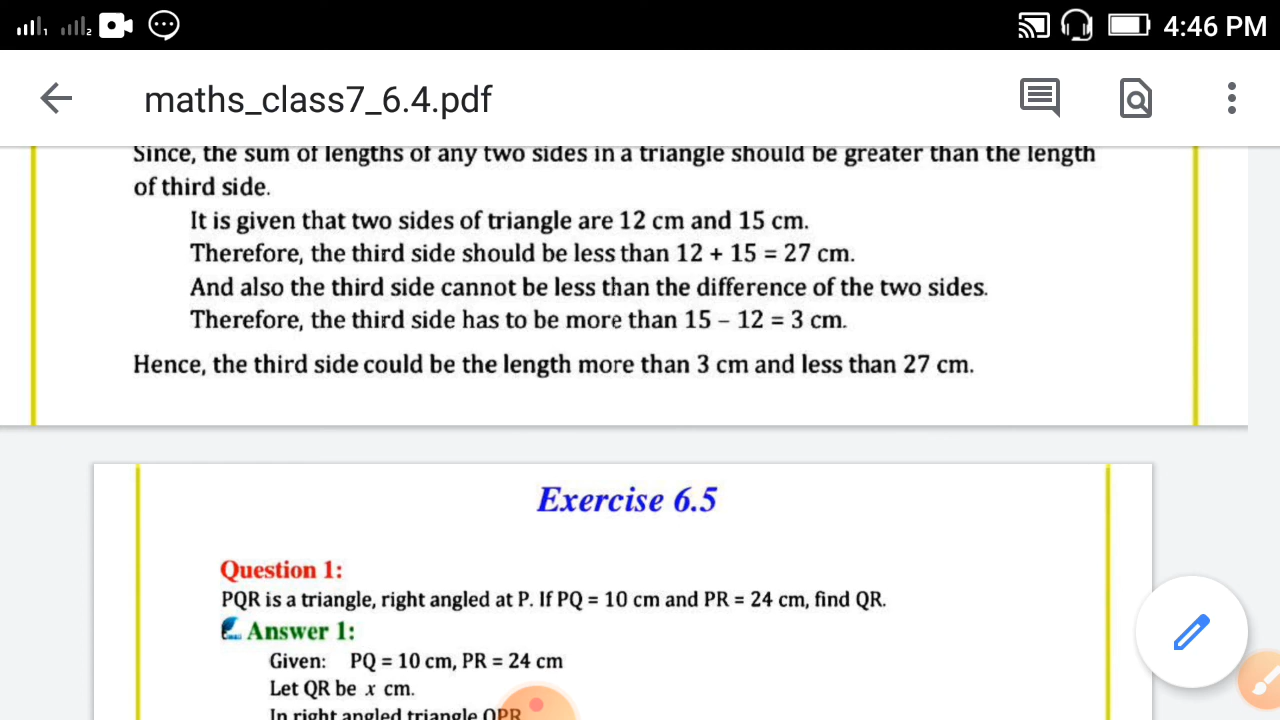 4:46 PM
maths_class7_6.4.pdf
Since, the sum of lengths of any two sides in a triangle should be greater than the length
of third side.
It is given that two sides of triangle are 12 cm and 15 cm.
Therefore, the third side should be less than 12 + 15 = 27 cm.
And also the third side cannot be less than the difference of the two sides.
Therefore, the third side has to be more than 15 – 12 = 3 cm.
Hence, the third side could be the length more than 3 cm and less than 27 cm.
Exercise 6.5
Question 1:
PQR is a triangle, right angled at P. If PQ = 10 cm and PR = 24 cm, find QR.
Answer 1:
Given: PQ = 10 cm, PR = 24 cm
Let QR be x cm.
In right angled triangle QPR